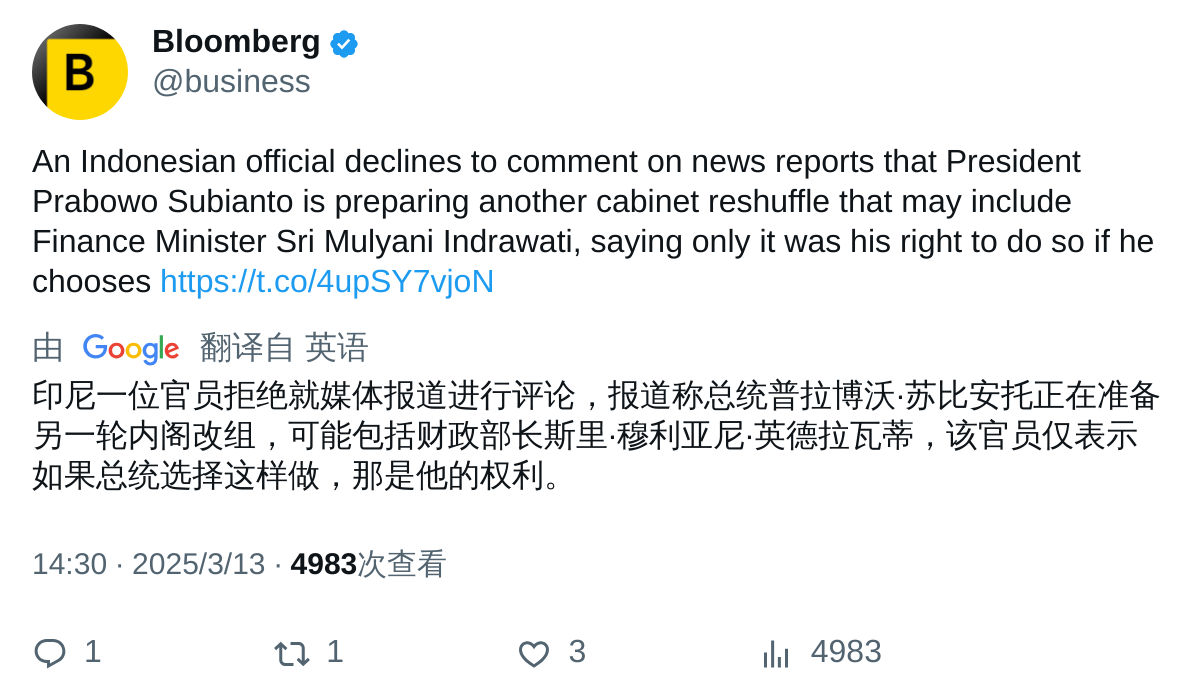 B
Bloomberg
@business
An Indonesian official declines to comment on news reports that President
Prabowo Subianto is preparing another cabinet reshuffle that may include
Finance Minister Sri Mulyani Indrawati, saying only it was his right to do so if he
chooses https://t.co/4upSY7vjoN
由 Google 翻译自 英语
印尼一位官员拒绝就媒体报道进行评论，报道称总统普拉博沃·苏比安托正在准备
另一轮内阁改组，可能包括财政部长斯里·穆利亚尼·英德拉瓦蒂，该官员仅表示
如果总统选择这样做，那是他的权利。
14:30 · 2025/3/13 · 4983次查看
1 1 3 4983